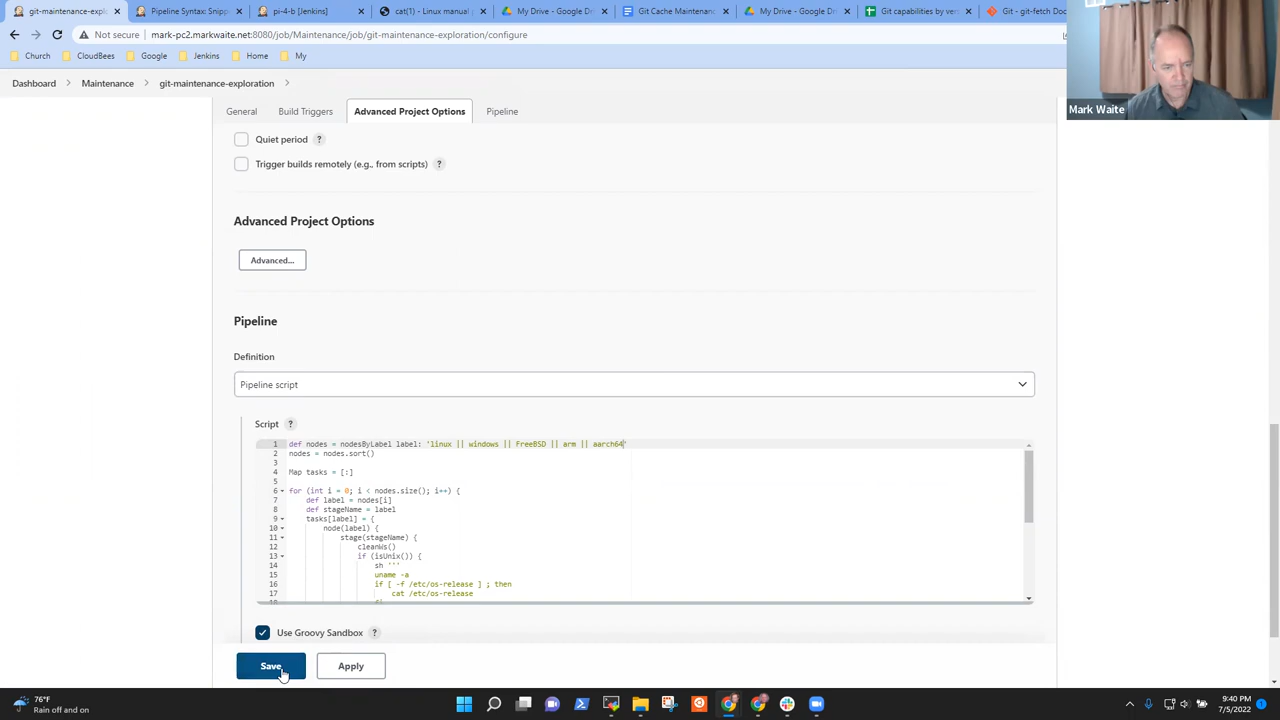 git-maintenance-exploration
Pipeline Syntax: Snipp
pi-4-b [Jenkins]
cat(1) - Linux manual p
My Drive - Google Driv
Git Cache Maintenanc
My Drive - Google Driv
Git capabilities by ver
Git - git-fetch Do
Not secure
mark-pc2.markwaite.net:8080/job/Maintenance/job/git-maintenance-exploration/configure
Church
CloudBees
Google
Jenkins
Home
My
Mark Waite
Dashboard
Maintenance
git-maintenance-exploration
General
Build Triggers
Advanced Project Options
Pipeline
Quiet period ?
Trigger builds remotely (e.g., from scripts) ?
Advanced Project Options
Advanced...
Pipeline
Definition
Pipeline script
Script ?
1 def nodes = nodesByLabel label: 'linux || windows || FreeBSD || arm || aarch64'
2 nodes = nodes.sort()
3
4 Map tasks = [:]
5
6 for (int i = 0; i < nodes.size(); i++) {
7 def label = nodes[i]
8 def stageName = label
9 tasks[label] = {
10 node(label) {
11 stage(stageName) {
12 cleanWs()
13 if (isUnix()) {
14 sh '''
15 uname -a
16 if [ -f /etc/os-release ] ; then
17 cat /etc/os-release
18 fi
Use Groovy Sandbox ?
Save
Apply
76°F
Rain off and on
9:40 PM
7/5/2022